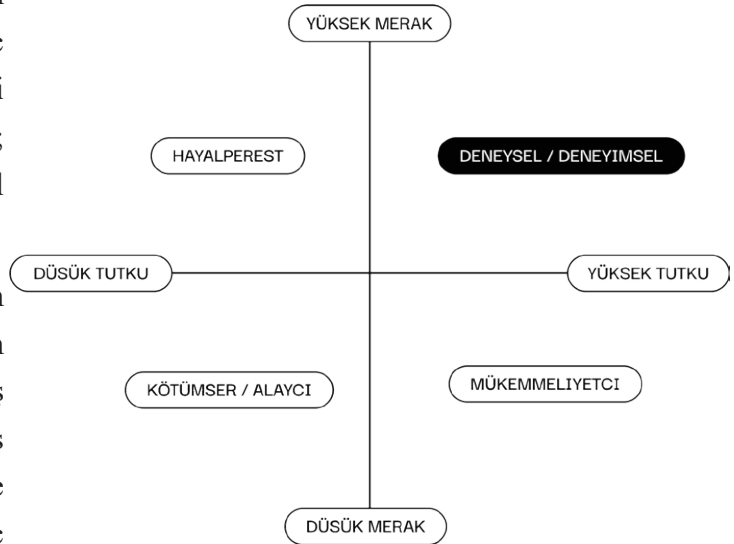 YÜKSEK MERAK
HAYALPEREST
DENEYSEL / DENEYIMSEL
DÜSÜK TUTKU
YÜKSEK TUTKU
KÖTÜMSER / ALAYCI
MÜKEMMELIYETCI
DÜSÜK MERAK